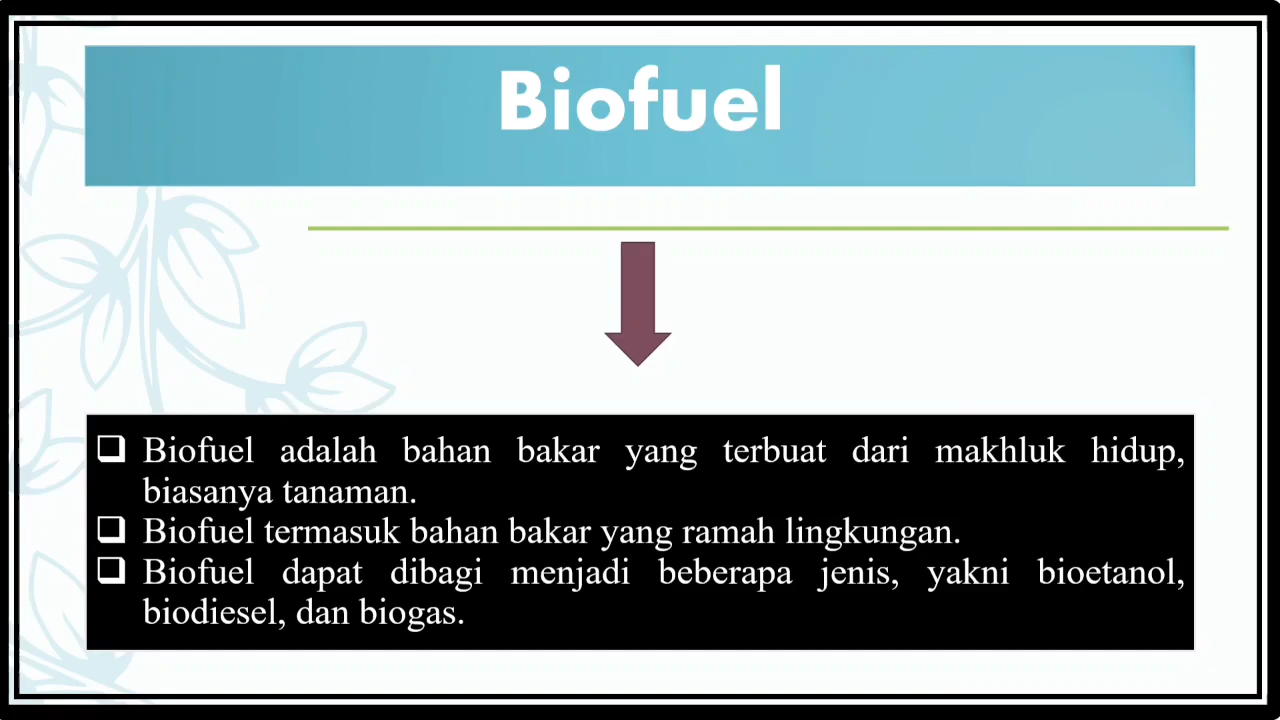 Biofuel
Biofuel adalah bahan bakar yang terbuat dari makhluk hidup,
biasanya tanaman.
Biofuel termasuk bahan bakar yang ramah lingkungan.
Biofuel dapat dibagi menjadi beberapa jenis, yakni bioetanol,
biodiesel, dan biogas.